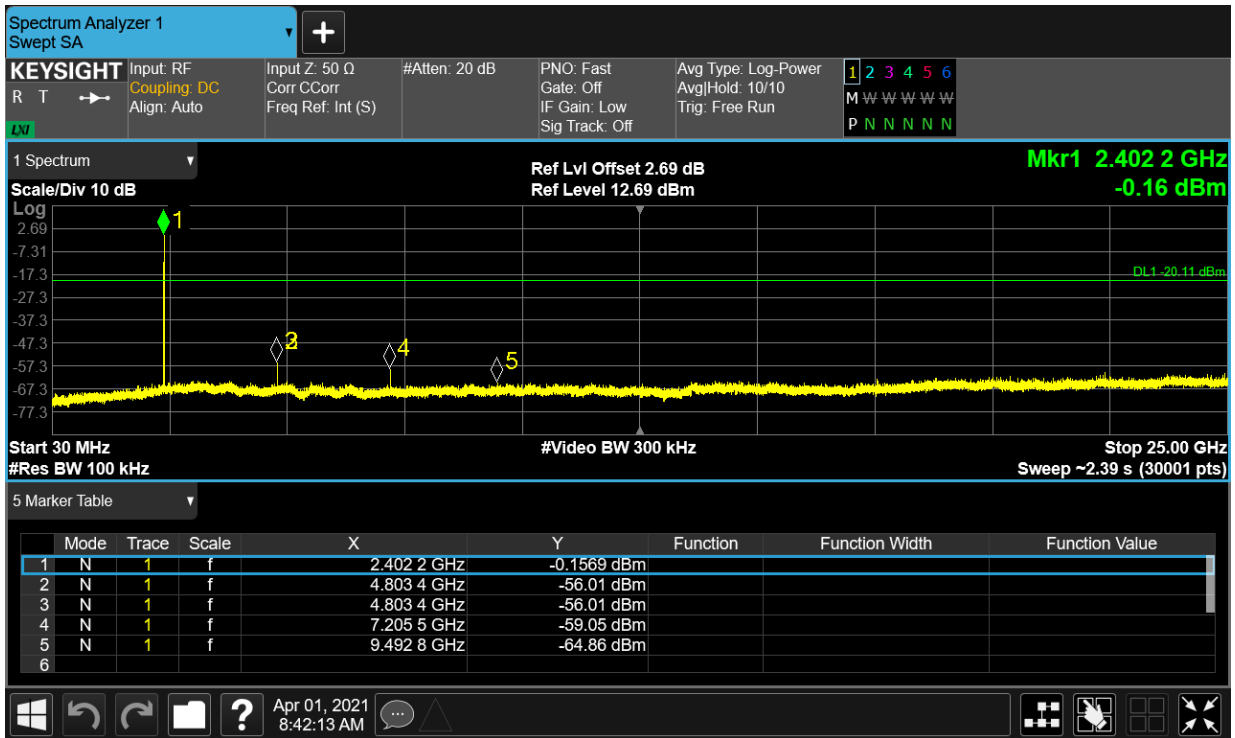 Spectrum Analyzer 1
Swept SA
+
KEYSIGHT
R T
LXI
Input: RF
Coupling: DC
Align: Auto
Input Z: 50 Ω
Corr CCorr
Freq Ref: Int (S)
#Atten: 20 dB
PNO: Fast
Gate: Off
IF Gain: Low
Sig Track: Off
Avg Type: Log-Power
Avg|Hold: 10/10
Trig: Free Run
1 2 3 4 5 6
M W W W W W
P N N N N N
1 Spectrum
Scale/Div 10 dB
Ref Lvl Offset 2.69 dB
Ref Level 12.69 dBm
Mkr1 2.402 2 GHz
-0.16 dBm
Log
2.69
-7.31
-17.3
-27.3
-37.3
-47.3
-57.3
-67.3
-77.3
1
3
4
5
DL1 -20.11 dBm
Start 30 MHz
#Video BW 300 kHz
Stop 25.00 GHz
#Res BW 100 kHz
Sweep ~2.39 s (30001 pts)
5 Marker Table
Mode Trace Scale X Y Function Function Width Function Value
1 N 1 f 2.402 2 GHz -0.1569 dBm
2 N 1 f 4.803 4 GHz -56.01 dBm
3 N 1 f 4.803 4 GHz -56.01 dBm
4 N 1 f 7.205 5 GHz -59.05 dBm
5 N 1 f 9.492 8 GHz -64.86 dBm
6
?
Apr 01, 2021
8:42:13 AM